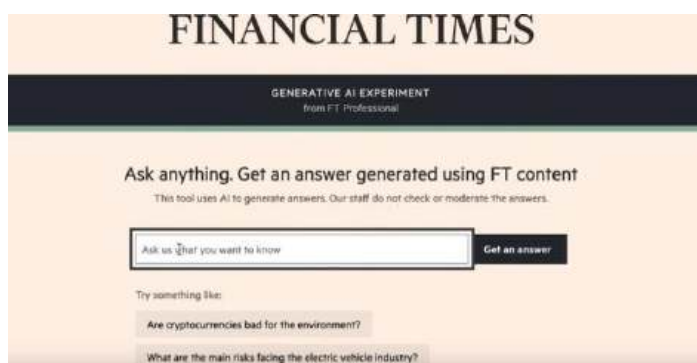 FINANCIAL TIMES
GENERATIVE AI EXPERIMENT
from FT Professional
Ask anything. Get an answer generated using FT content
This tool uses AI to generate answers. Our staff do not check or moderate the answers.
Ask us what you want to know
Get an answer
Try something like:
Are cryptocurrencies bad for the environment?
What are the main risks facing the electric vehicle industry?